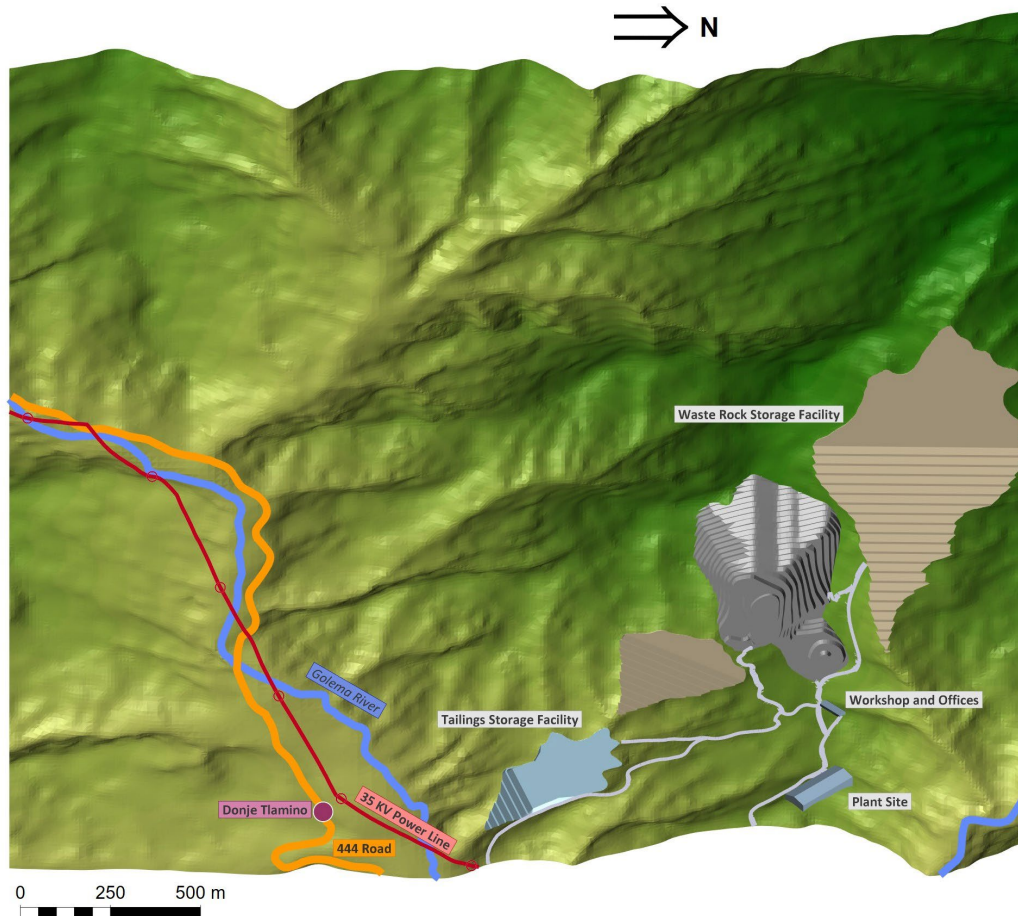 N
Waste Rock Storage Facility
Golema River
Workshop and Offices
Tailings Storage Facility
Plant Site
35 KV Power Line
Donje Tlamino
444 Road
0 250 500 m